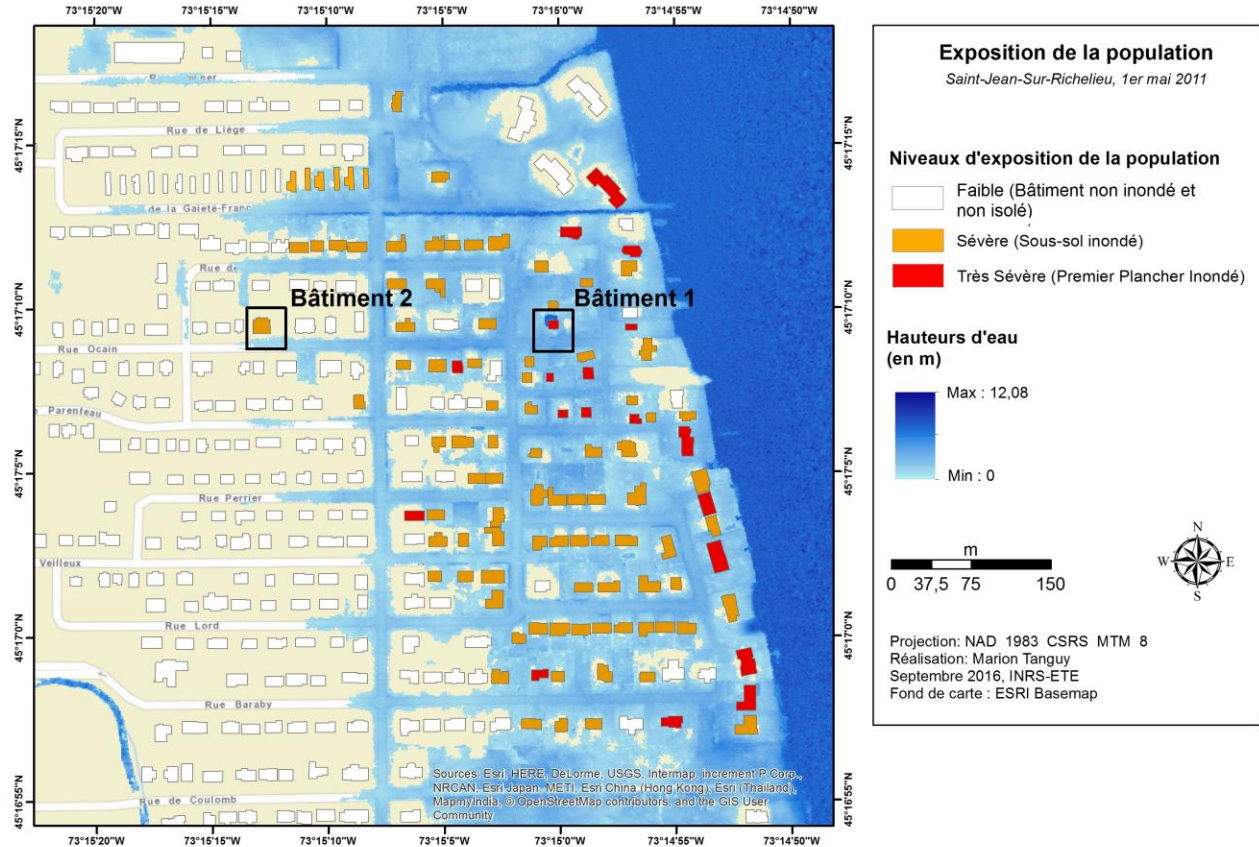 73°15'20"W 73°15'15"W 73°15'10"W 73°15'5"W 73°15'0"W 73°14'55"W 73°14'50"W
45°17'15"N
45°17'10"N
45°17'5"N
45°17'0"N
45°16'55"N
Rue de Liège
de la Gaieté-Franc
Rue de
Bâtiment 2
Bâtiment 1
Rue Ocain
Parenfeau
Rue Perrier
Veilleux
Rue Lord
Rue Baraby
Rue de Coulomb
Sources: Esri, HERE, DeLorme, USGS, Intermap, increment P Corp.,
NRCAN, Esri Japan, METI, Esri China (Hong Kong), Esri (Thailand),
MapmyIndia, © OpenStreetMap contributors, and the GIS User
Community
45°17'15"N
45°17'10"N
45°17'5"N
45°17'0"N
45°16'55"N
73°15'20"W 73°15'15"W 73°15'10"W 73°15'5"W 73°15'0"W 73°14'55"W 73°14'50"W
Exposition de la population
Saint-Jean-Sur-Richelieu, 1er mai 2011
Niveaux d'exposition de la population
Faible (Bâtiment non inondé et
non isolé)
Sévère (Sous-sol inondé)
Très Sévère (Premier Plancher Inondé)
Hauteurs d'eau
(en m)
Max : 12,08
Min : 0
m
0 37,5 75 150
N
W E
S
Projection: NAD 1983 CSRS MTM 8
Réalisation: Marion Tanguy
Septembre 2016, INRS-ETE
Fond de carte : ESRI Basemap